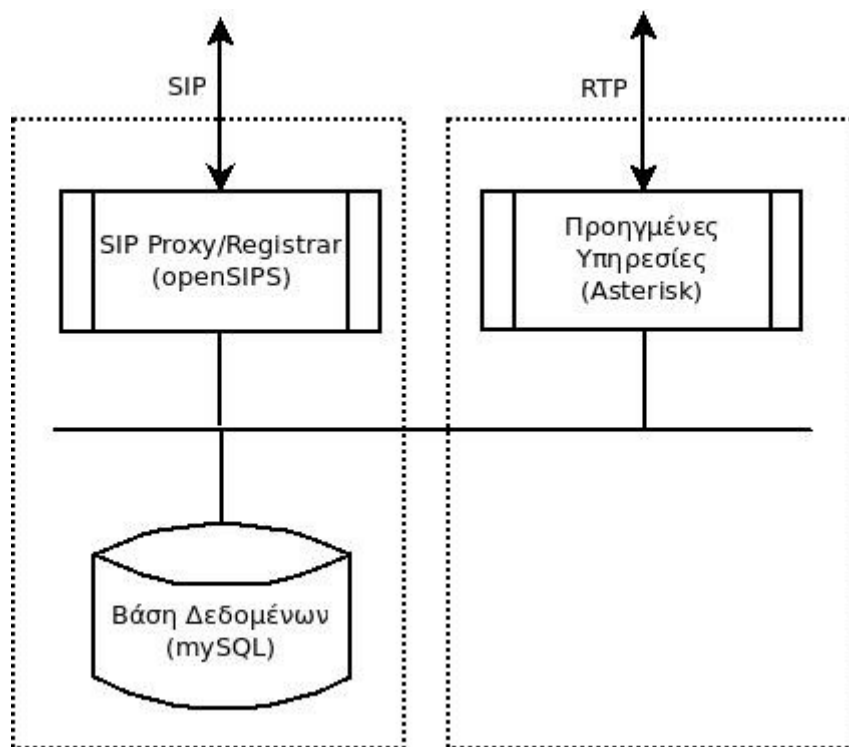 SIP
RTP
SIP Proxy/Registrar
(openSIPS)
Προηγμένες
Υπηρεσίες
(Asterisk)
Βάση Δεδομένων
(mySQL)